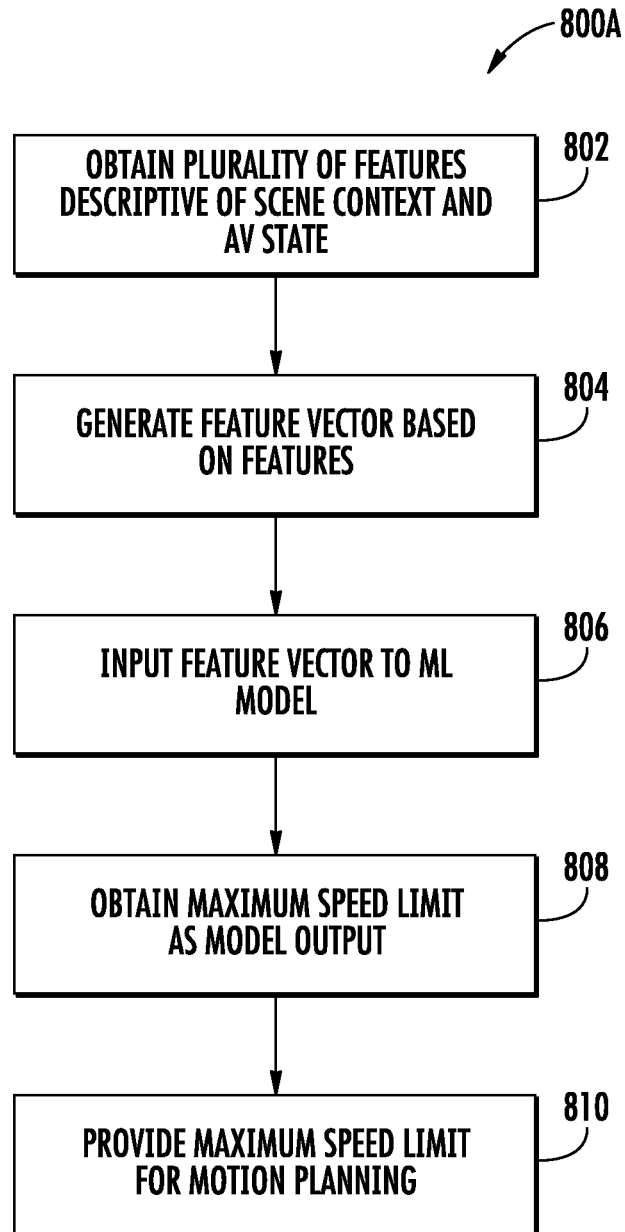 800A
802
OBTAIN PLURALITY OF FEATURES
DESCRIPTIVE OF SCENE CONTEXT AND
AV STATE
804
GENERATE FEATURE VECTOR BASED
ON FEATURES
806
INPUT FEATURE VECTOR TO ML
MODEL
808
OBTAIN MAXIMUM SPEED LIMIT
AS MODEL OUTPUT
810
PROVIDE MAXIMUM SPEED LIMIT
FOR MOTION PLANNING